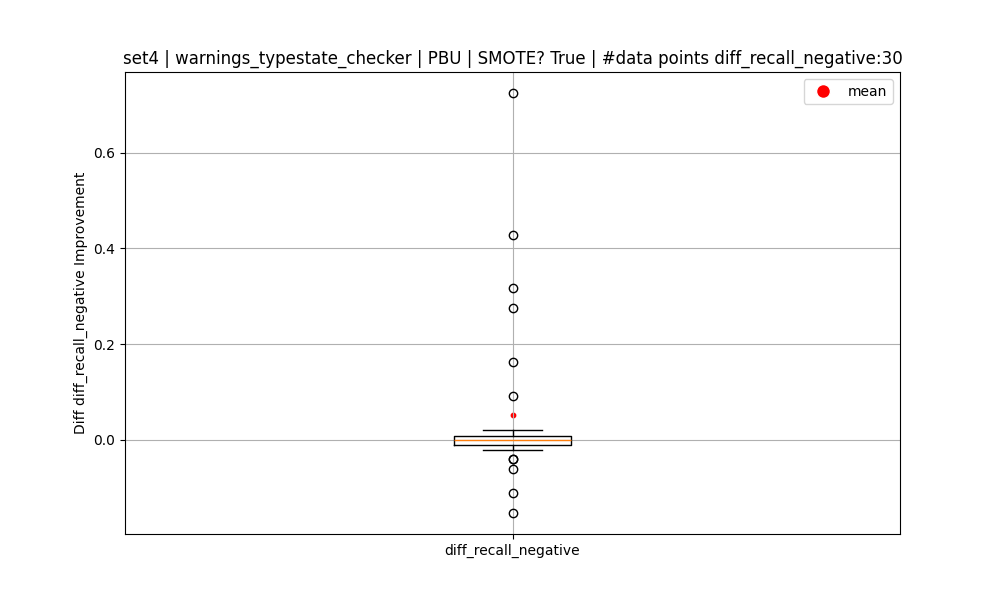 set4 | warnings_typestate_checker | PBU | SMOTE? True | #data points diff_recall_negative:30
mean
0.6
0.4
0.2
0.0
Diff diff_recall_negative Improvement
diff_recall_negative